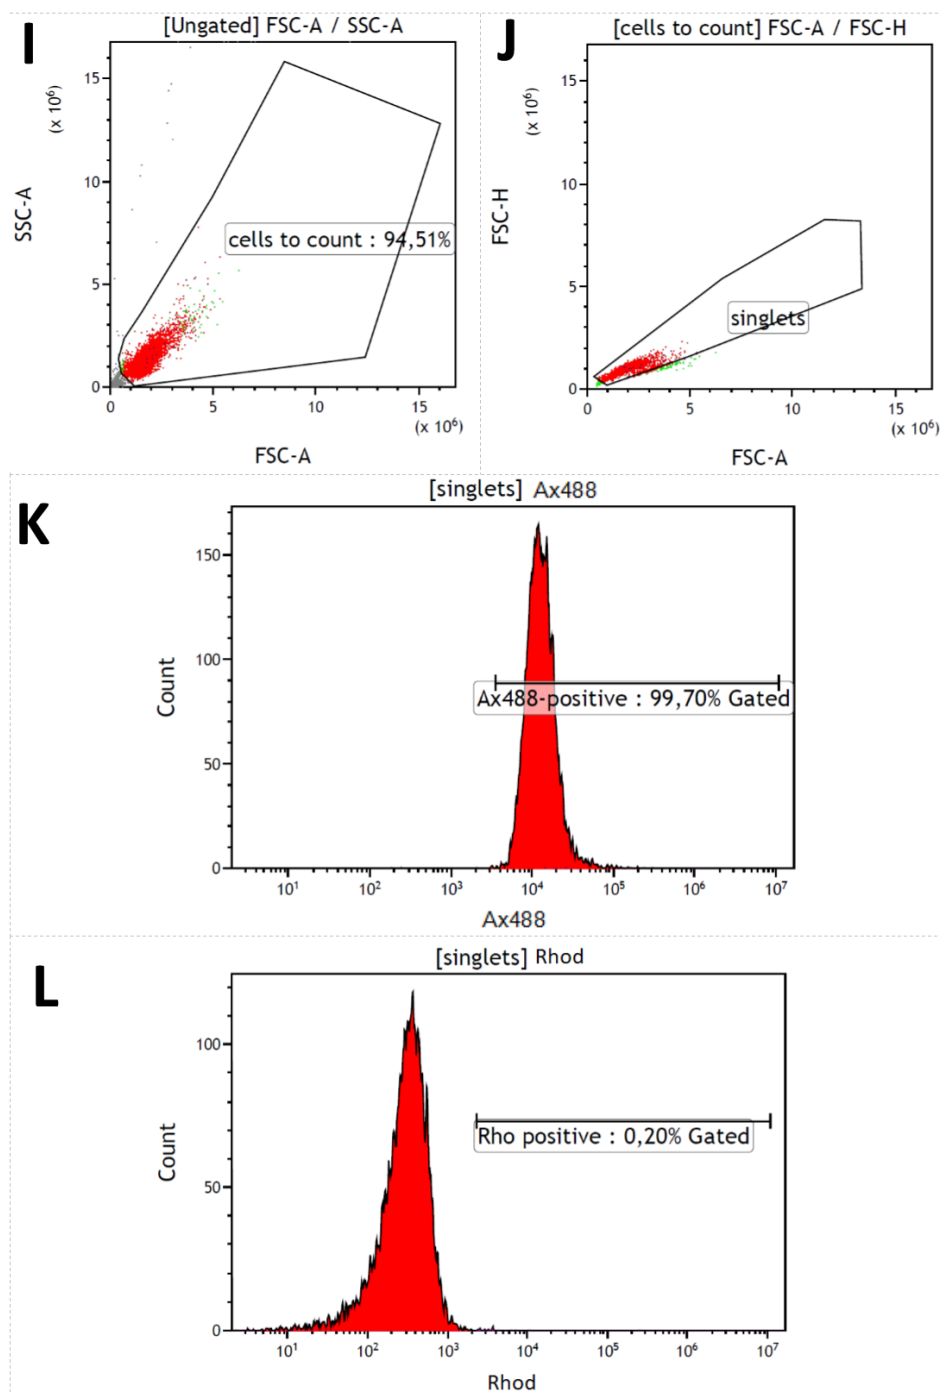 I
[Ungated] FSC-A / SSC-A
(x 10⁶)
SSC-A
15
10
5
0
cells to count : 94,51%
0 5 10 15
(x 10⁶)
FSC-A
J
[cells to count] FSC-A / FSC-H
(x 10⁶)
FSC-H
15
10
5
0
singlets
0 5 10 15
(x 10⁶)
FSC-A
K
[singlets] Ax488
Count
150
100
50
0
Ax488-positive : 99,70% Gated
10¹ 10² 10³ 10⁴ 10⁵ 10⁶ 10⁷
Ax488
L
[singlets] Rhod
Count
100
50
0
Rho positive : 0,20% Gated
10¹ 10² 10³ 10⁴ 10⁵ 10⁶ 10⁷
Rhod